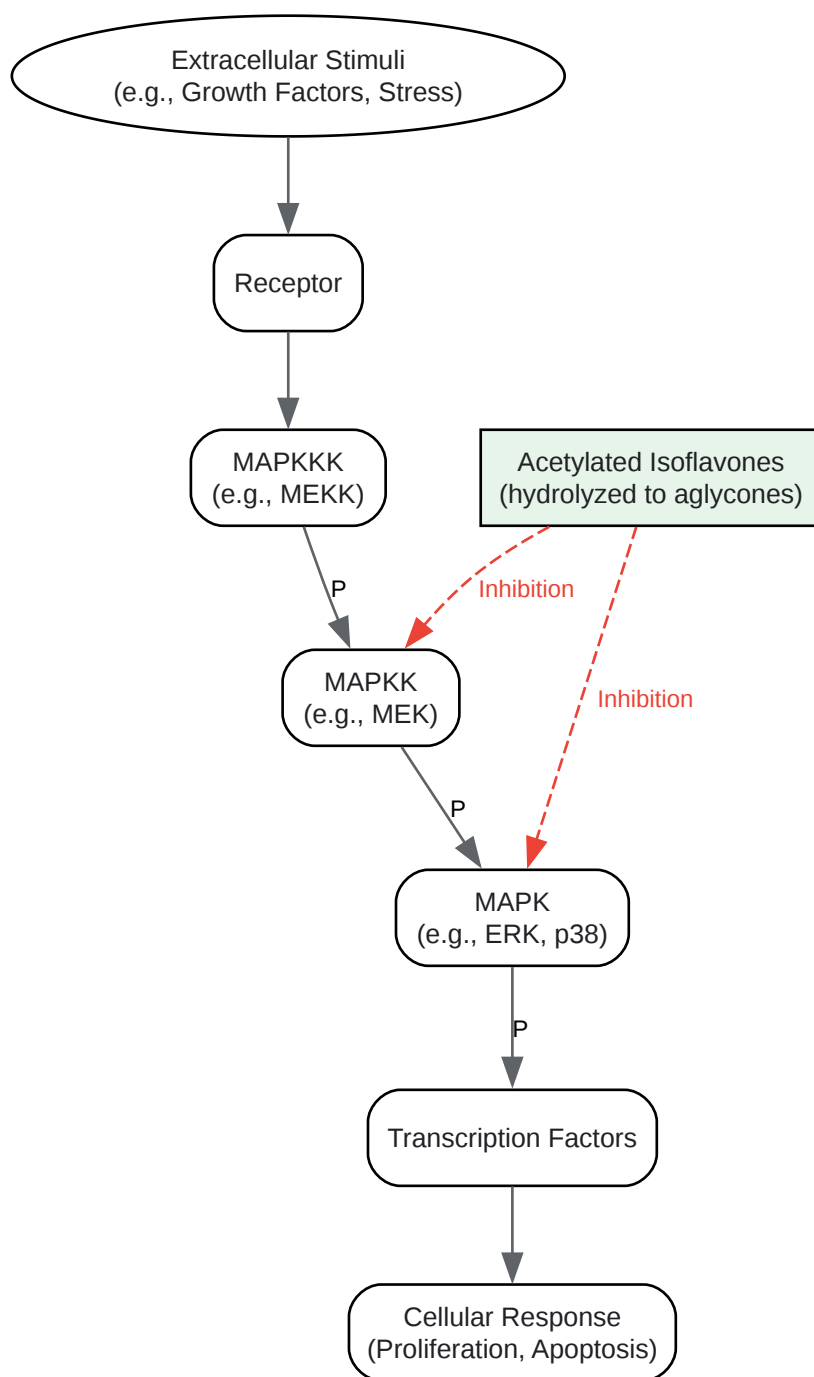 Extracellular Stimuli
(e.g., Growth Factors, Stress)
Receptor
MAPKKK
(e.g., MEKK)
Acetylated Isoflavones
(hydrolyzed to aglycones)
P
Inhibition
MAPKK
(e.g., MEK)
Inhibition
P
MAPK
(e.g., ERK, p38)
P
Transcription Factors
Cellular Response
(Proliferation, Apoptosis)